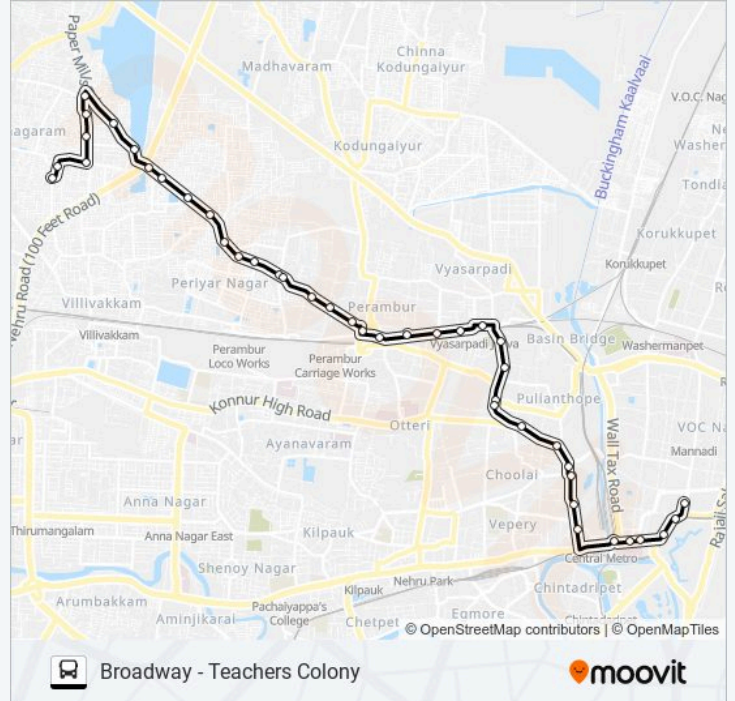 Paper Mills
Madhavaram
Chinna
Kodungaiyur
Buckingham Kaalvaai
V.O.C. Nag
agaram
Kodungaiyur
Washer
Tondia
Nehru Road (100 Feet Road)
Korukkupet
Vyasarpadi
Korukkupet
Periyar Nagar
Villivakkam
Perambur
Villivakkam
Perambur
Loco Works
Perambur
Carriage Works
Vyasarpadi J
va
Basin Bridge
Washermanpet
Konnur High Road
Pulianthope
Otteri
Wall Tax Road
VOC N
ar
Ayanavaram
Mannadi
Choolai
Anna Nagar
Rajaji Sa
Thirumangalam
Anna Nagar East
Kilpauk
Vepery
Central Metro
Shenoy Nagar
Nehru Park
Chintadripet
Arumbakkam
Kilpauk
Pachaiyappa's
College
Egmore
Aminjikarai
Chetpet
© OpenStreetMap contributors | © OpenMapTiles
Broadway - Teachers Colony
moovit